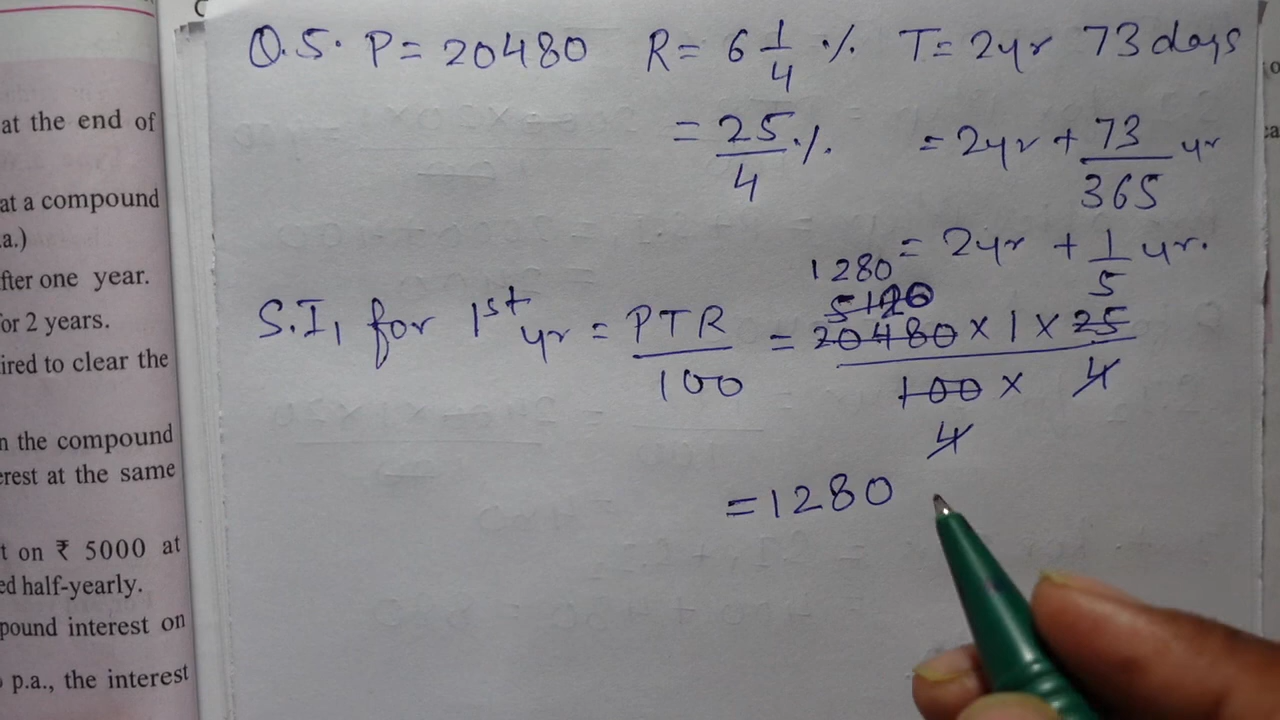 at the end of
at a compound
.a.)
fter one year.
or 2 years.
ired to clear the
n the compound
erest at the same
t on ₹ 5000 at
ed half-yearly.
pound interest on
p.a., the interest
Q.5. P = 20480 R = 6 1/4 % T = 2yr 73 days
= 25/4 % = 2yr + 73/365 yr
= 2yr + 1/5 yr.
1280
5120
S.I, for 1st yr = PTR/100 = 20480 × 1 × 25
100 × 4
4
= 1280